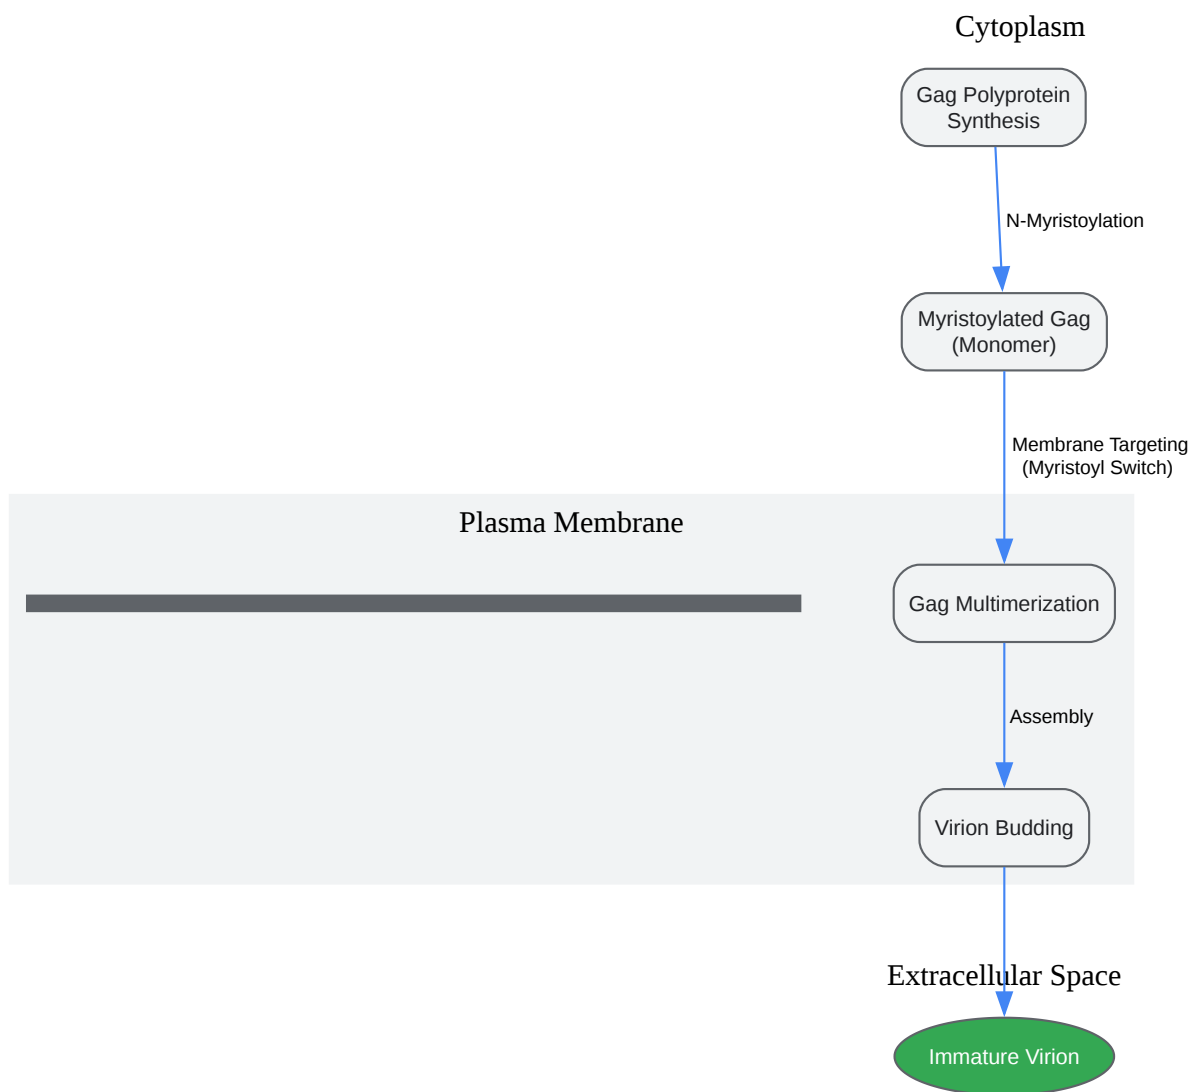 Cytoplasm
Gag Polyprotein
Synthesis
N-Myristoylation
Myristoylated Gag
(Monomer)
Membrane Targeting
(Myristoyl Switch)
Plasma Membrane
Gag Multimerization
Assembly
Virion Budding
Extracellular Space
Immature Virion